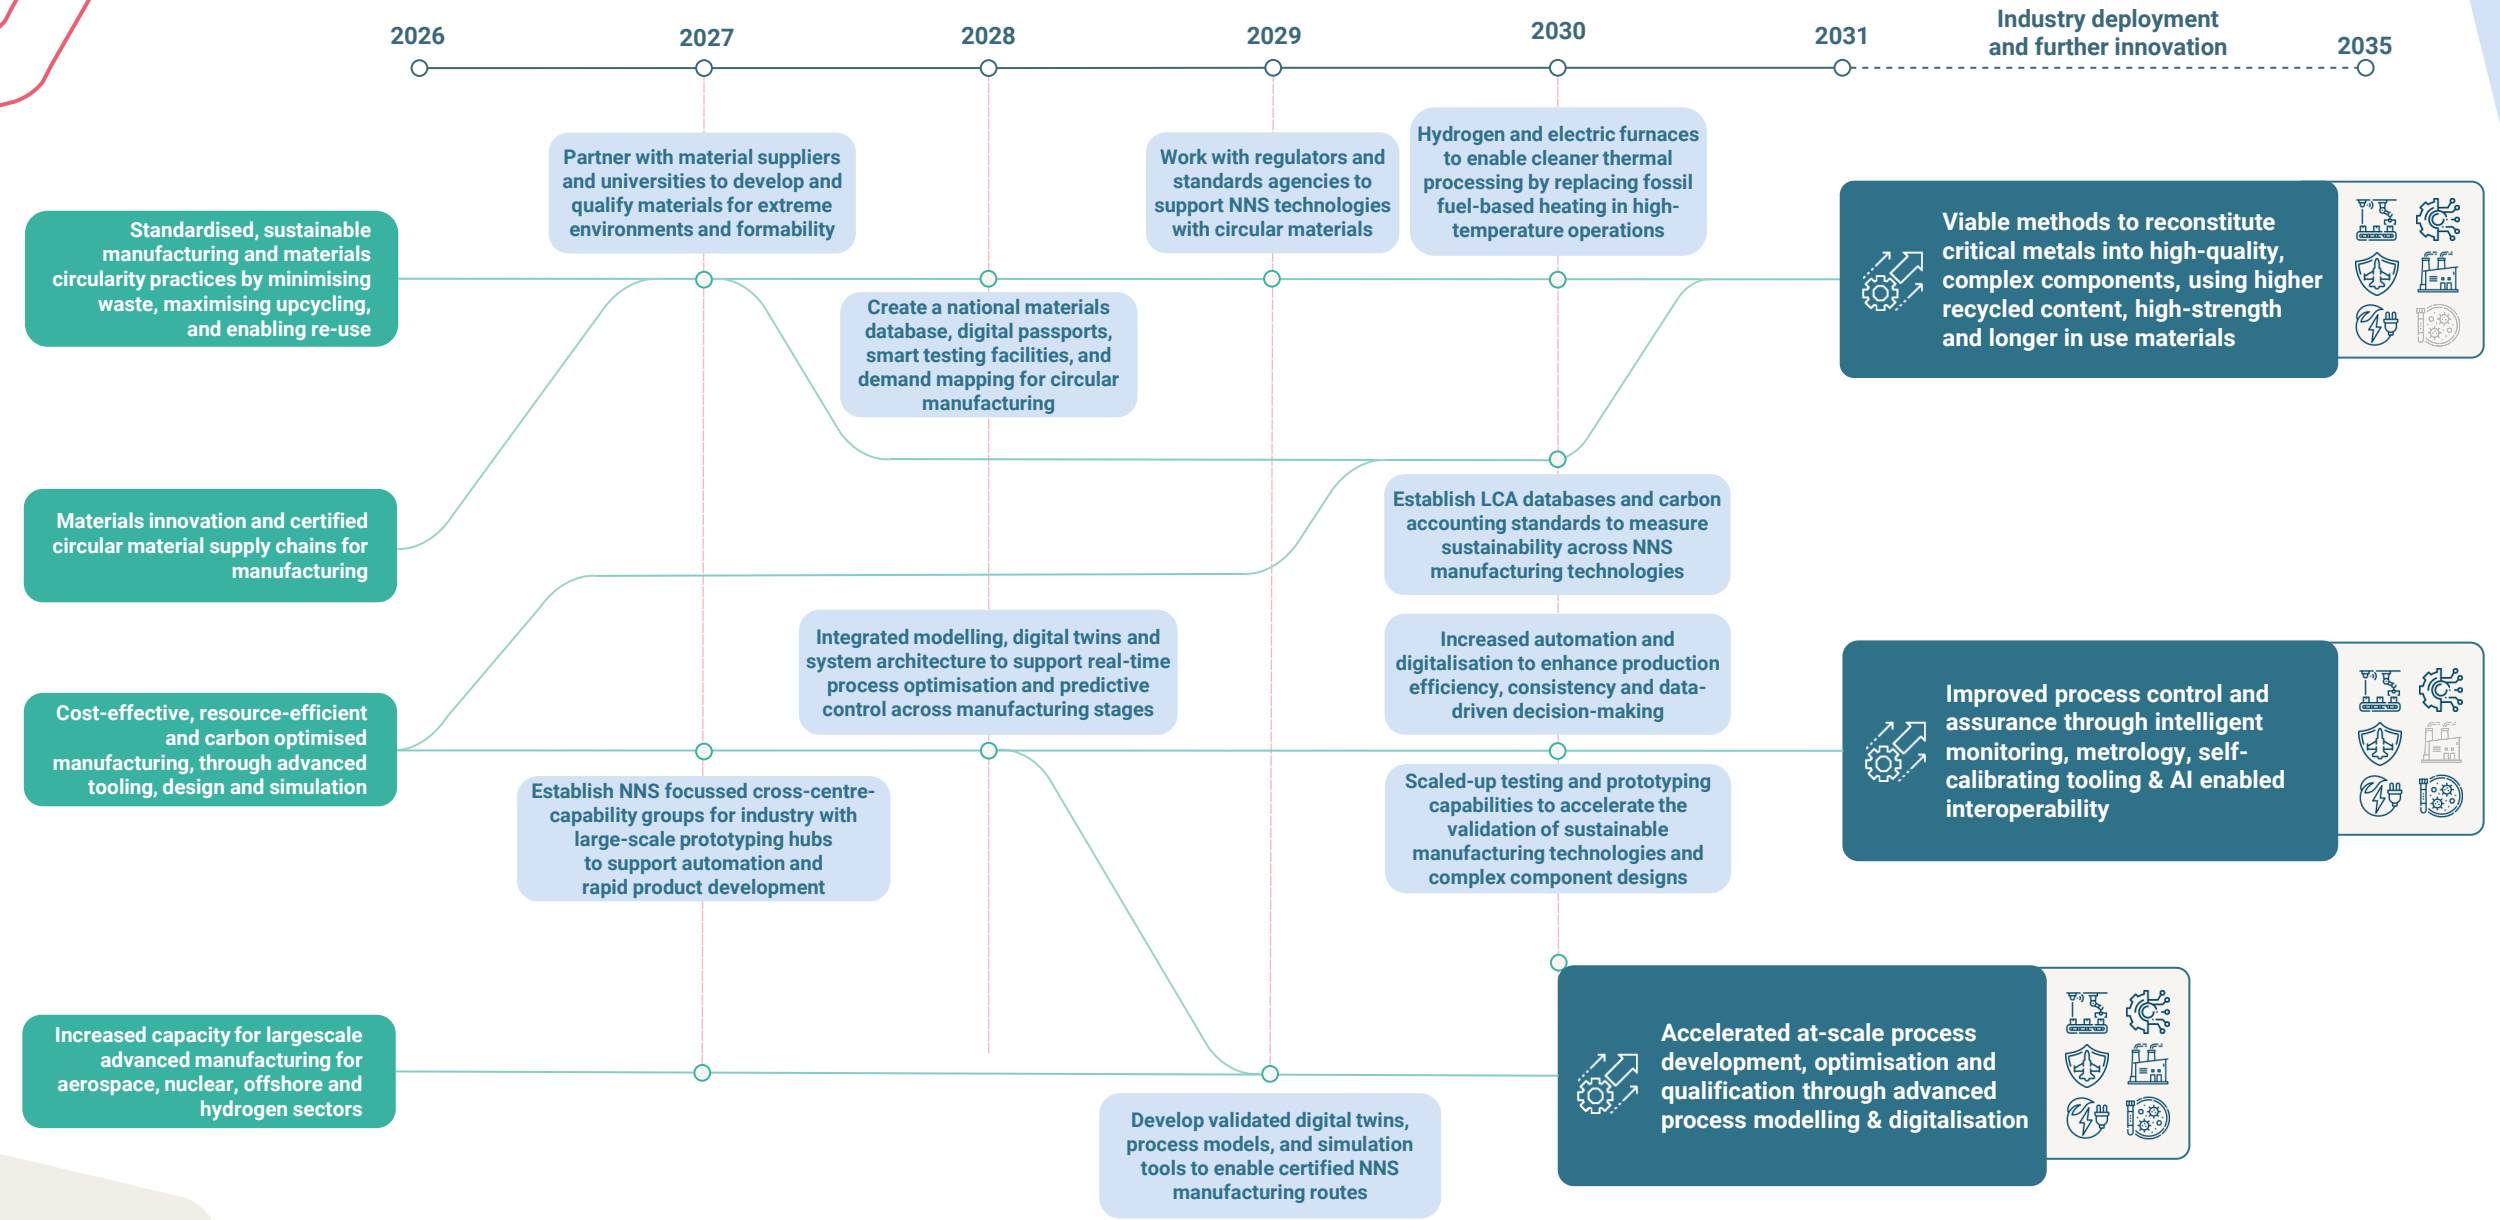 2026
2027
2028
2029
2030
2031
Industry deployment
and further innovation
2035
Partner with material suppliers
and universities to develop and
qualify materials for extreme
environments and formability
Work with regulators and
standards agencies to
support NNS technologies
with circular materials
Hydrogen and electric furnaces
to enable cleaner thermal
processing by replacing fossil
fuel-based heating in high-
temperature operations
Standardised, sustainable
manufacturing and materials
circularity practices by minimising
waste, maximising upcycling,
and enabling re-use
Create a national materials
database, digital passports,
smart testing facilities, and
demand mapping for circular
manufacturing
Viable methods to reconstitute
critical metals into high-quality,
complex components, using higher
recycled content, high-strength
and longer in use materials
Materials innovation and certified
circular material supply chains for
manufacturing
Establish LCA databases and carbon
accounting standards to measure
sustainability across NNS
manufacturing technologies
Integrated modelling, digital twins and
system architecture to support real-time
process optimisation and predictive
control across manufacturing stages
Increased automation and
digitalisation to enhance production
efficiency, consistency and data-
driven decision-making
Cost-effective, resource-efficient
and carbon optimised
manufacturing, through advanced
tooling, design and simulation
Improved process control and
assurance through intelligent
monitoring, metrology, self-
calibrating tooling & AI enabled
interoperability
Establish NNS focussed cross-centre-
capability groups for industry with
large-scale prototyping hubs
to support automation and
rapid product development
Scaled-up testing and prototyping
capabilities to accelerate the
validation of sustainable
manufacturing technologies and
complex component designs
Increased capacity for largescale
advanced manufacturing for
aerospace, nuclear, offshore and
hydrogen sectors
Accelerated at-scale process
development, optimisation and
qualification through advanced
process modelling & digitalisation
Develop validated digital twins,
process models, and simulation
tools to enable certified NNS
manufacturing routes